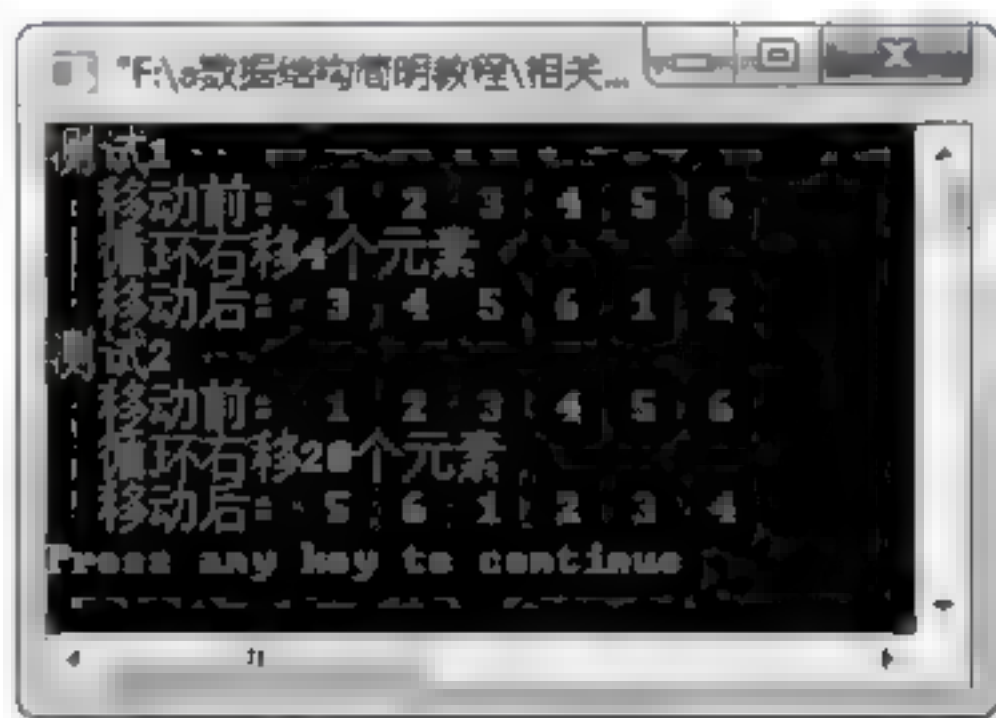 "F:\a数据结构简明教程\相关...
测试1
移动前: 1 2 3 4 5 6
循环右移4个元素
移动后: 3 4 5 6 1 2
测试2
移动前: 1 2 3 4 5 6
循环右移20个元素
移动后: 5 6 1 2 3 4
Press any key to continue